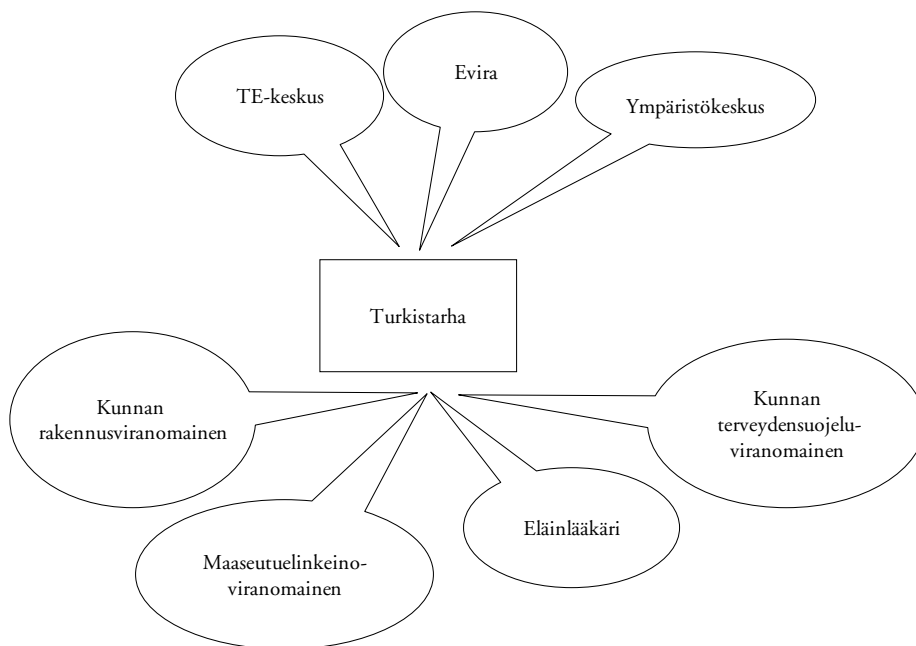 TE-keskus
Evira
Ympäristökeskus
Turkistarha
Kunnan
rakennusviranomainen
Kunnan
terveydensuojelu-
viranomainen
Maaseutuelinkeino-
viranomainen
Eläinlääkäri